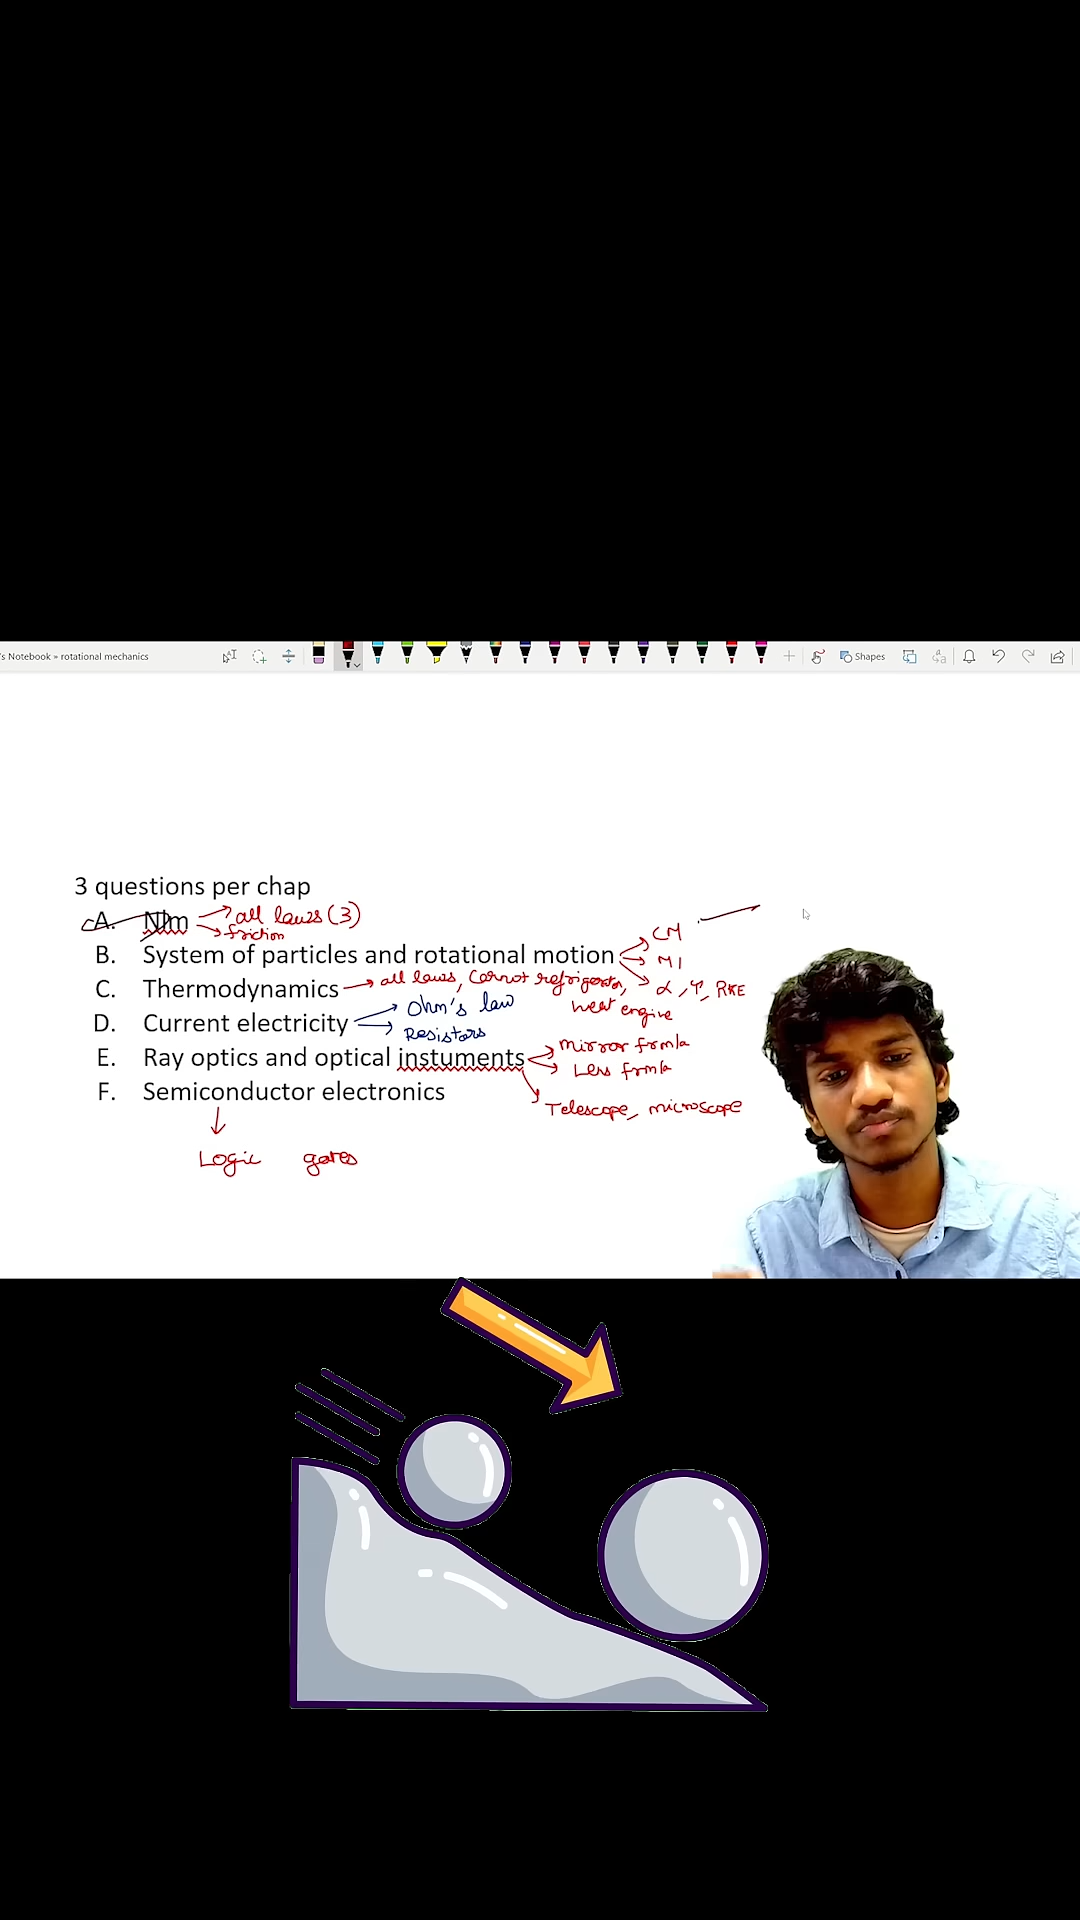 's Notebook » rotational mechanics
Shapes
3 questions per chap
A. Nlm
all laws (3)
friction
B. System of particles and rotational motion
CM
MI
α, τ, RKE
C. Thermodynamics
all laws, Carnot refrigerator,
heat engine
D. Current electricity
Ohm's law
Resistors
E. Ray optics and optical instuments
Mirror frmla
Lens frmla
Telescope, microscope
F. Semiconductor electronics
Logic gates